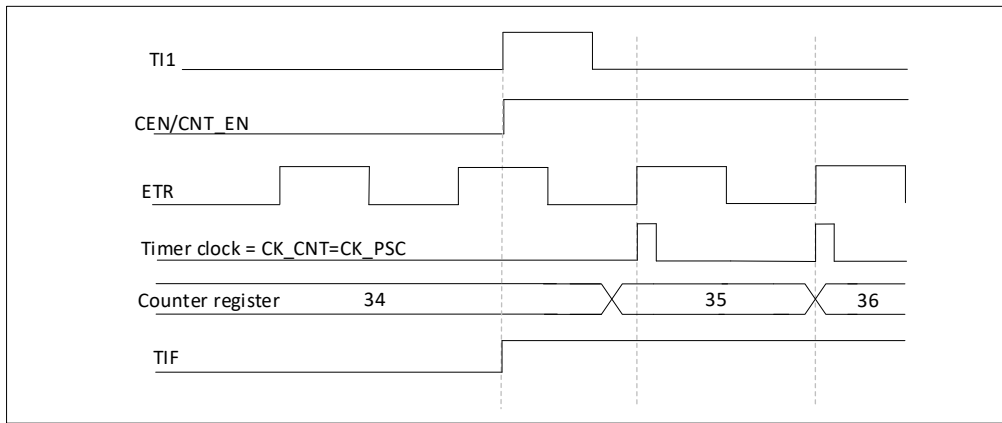 TI1
CEN/CNT_EN
ETR
Timer clock = CK_CNT=CK_PSC
Counter register 34 35 36
TIF